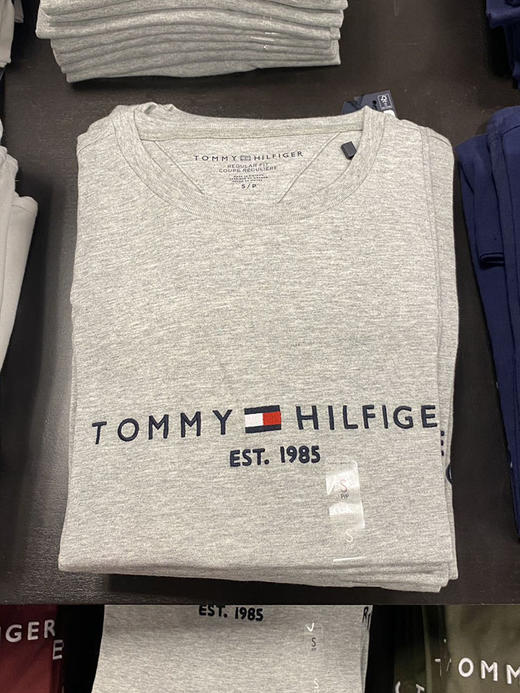 TOMMY HILFIGER
REGULAR FIT
COUPE RÉGULIÈRE
S/P
TOMMY HILFIGE
EST. 1985
S
P/P
S
EST. 1985
S
GER
TOMM